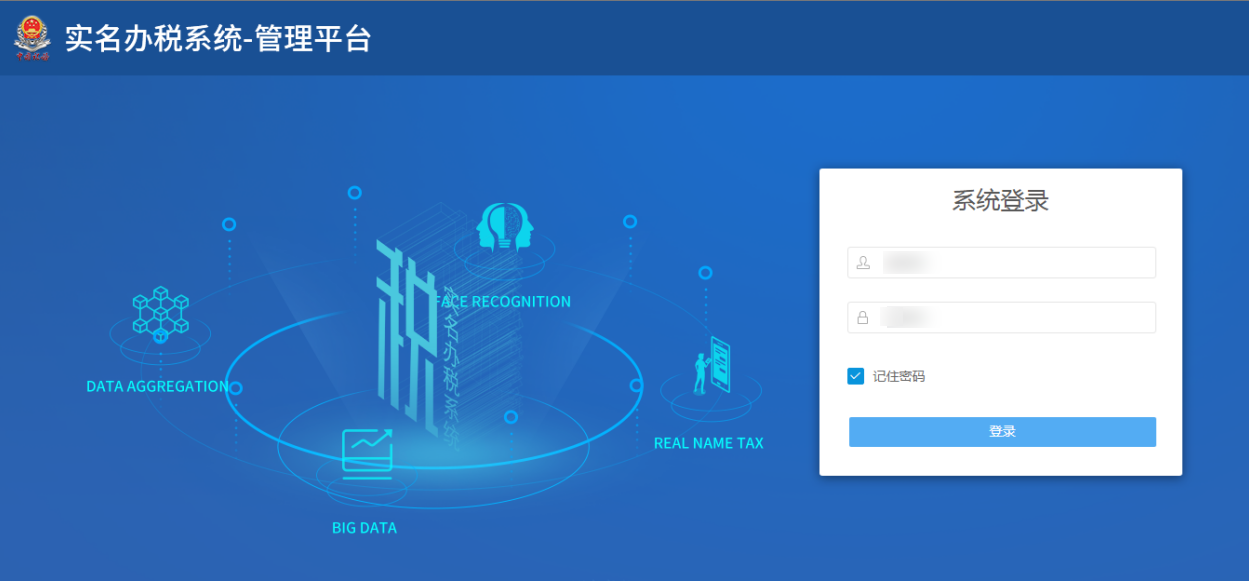 实名办税系统-管理平台
系统登录
FACE RECOGNITION
税
实名办税系统
DATA AGGREGATION
记住密码
登录
REAL NAME TAX
BIG DATA